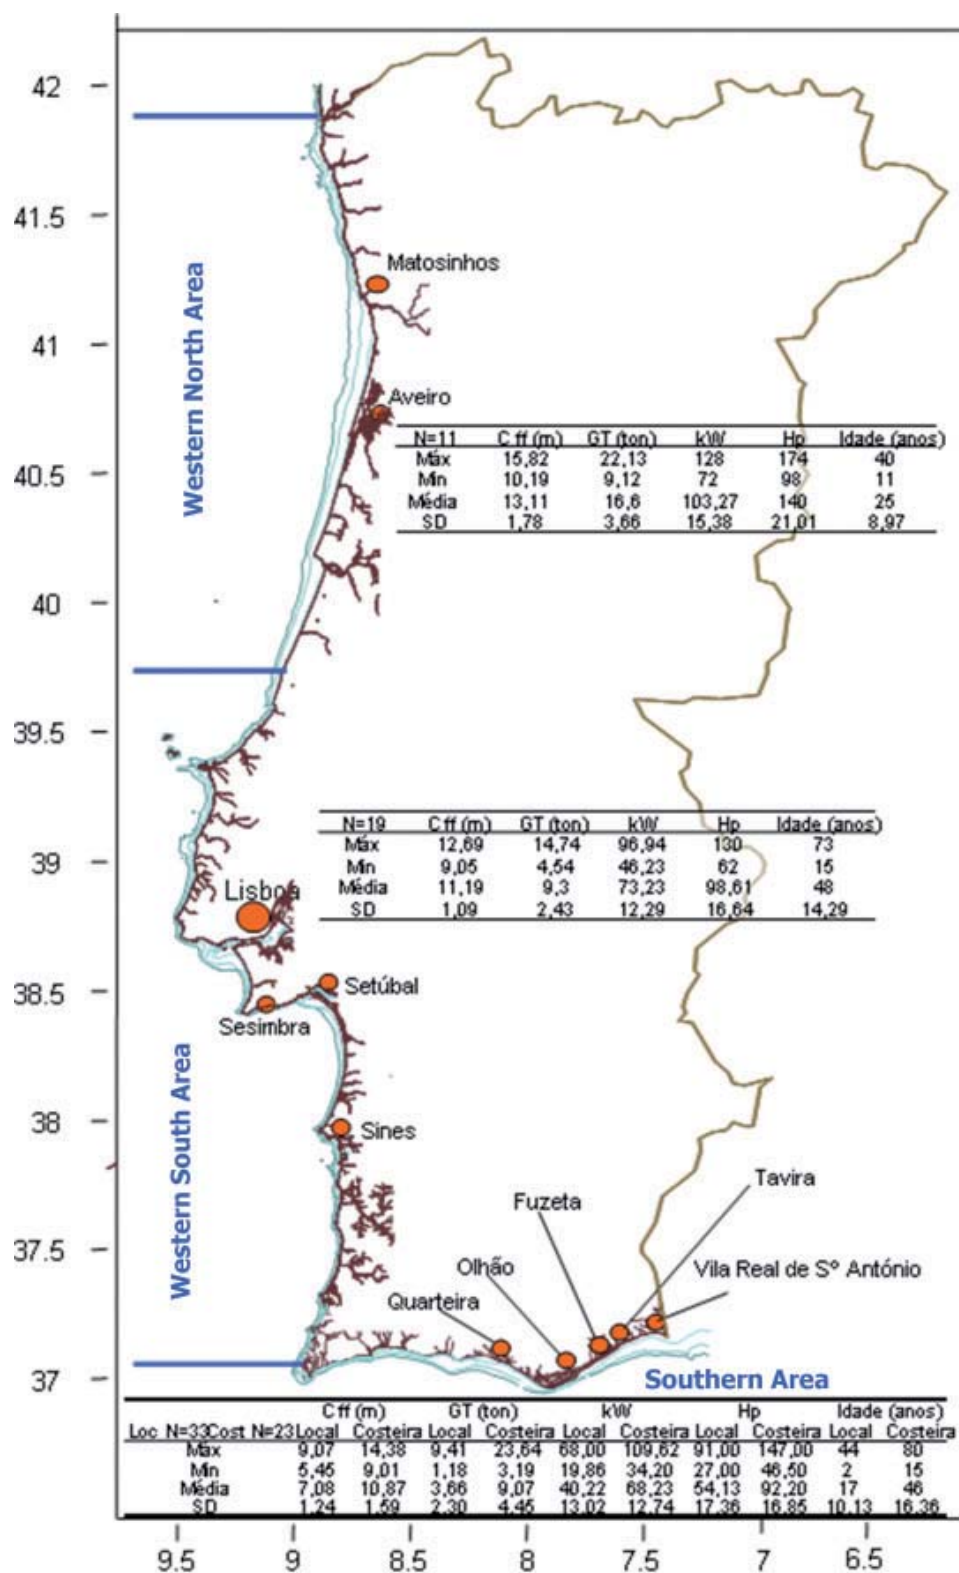 42
41.5
Matosinhos
Western North Area
41
Aveiro
N=11 C ff (m) GT (ton) kW Hp Idade (anos)
Máx 15,82 22,13 128 174 40
Min 10,19 9,12 72 98 11
Média 13,11 16,6 103,27 140 25
SD 1,78 3,66 15,38 21,01 8,97
40.5
40
39.5
N=19 C ff (m) GT (ton) kW Hp Idade (anos)
Máx 12,69 14,74 96,94 130 73
Min 9,05 4,54 46,23 62 15
Média 11,19 9,3 73,23 98,61 48
SD 1,09 2,43 12,29 16,64 14,29
39
Lisboa
38.5
Setúbal
Sesimbra
Western South Area
38
Sines
Tavira
Fuzeta
37.5
Olhão
Vila Real de Sº António
Quarteira
37
Southern Area
C ff (m) GT (ton) kW Hp Idade (anos)
Loc N=33 Cost N=23 Local Costeira Local Costeira Local Costeira Local Costeira Local Costeira
Máx 9,07 14,38 9,41 23,64 68,00 109,62 91,00 147,00 44 80
Min 5,45 9,01 1,18 3,19 19,86 34,20 27,00 46,50 2 15
Média 7,08 10,87 3,66 9,07 40,22 68,23 54,13 92,20 17 46
SD 1,24 1,59 2,30 4,45 13,02 12,74 17,36 16,85 10,13 16,36
9.5 9 8.5 8 7.5 7 6.5